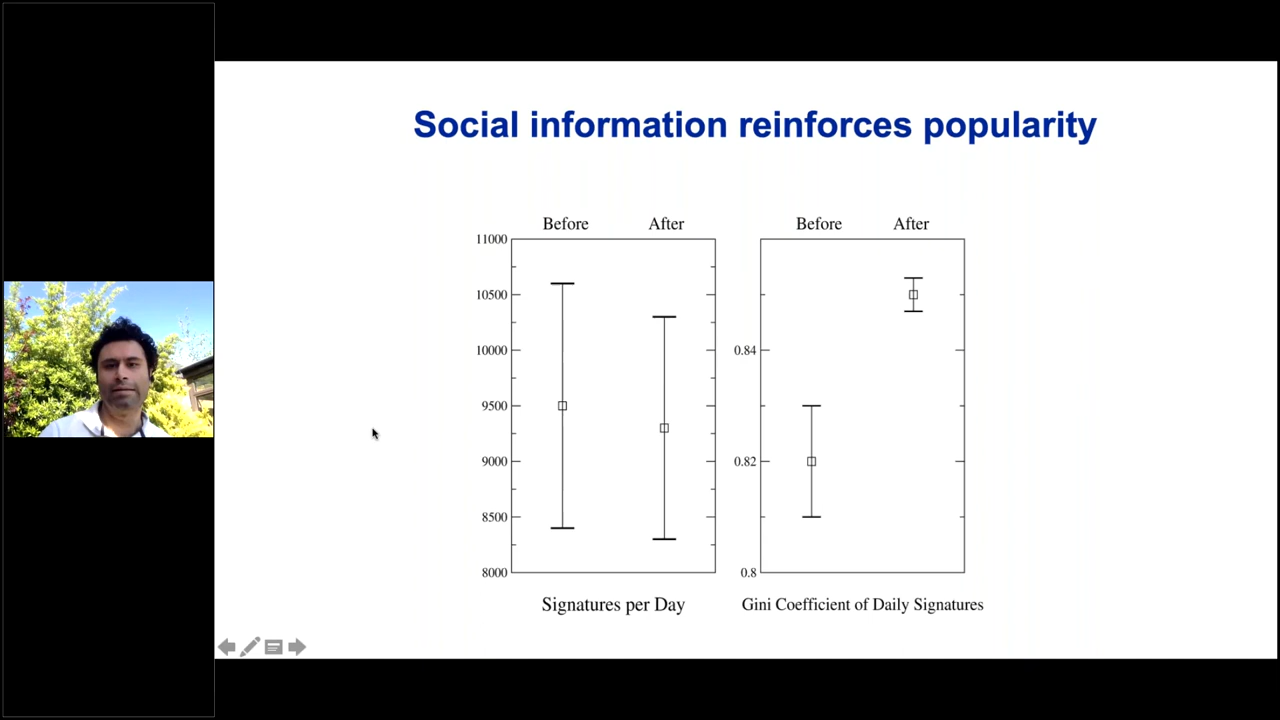 Social information reinforces popularity
Before After
11000
10500
10000
9500
9000
8500
8000
Signatures per Day
Before After
0.84
0.82
0.8
Gini Coefficient of Daily Signatures